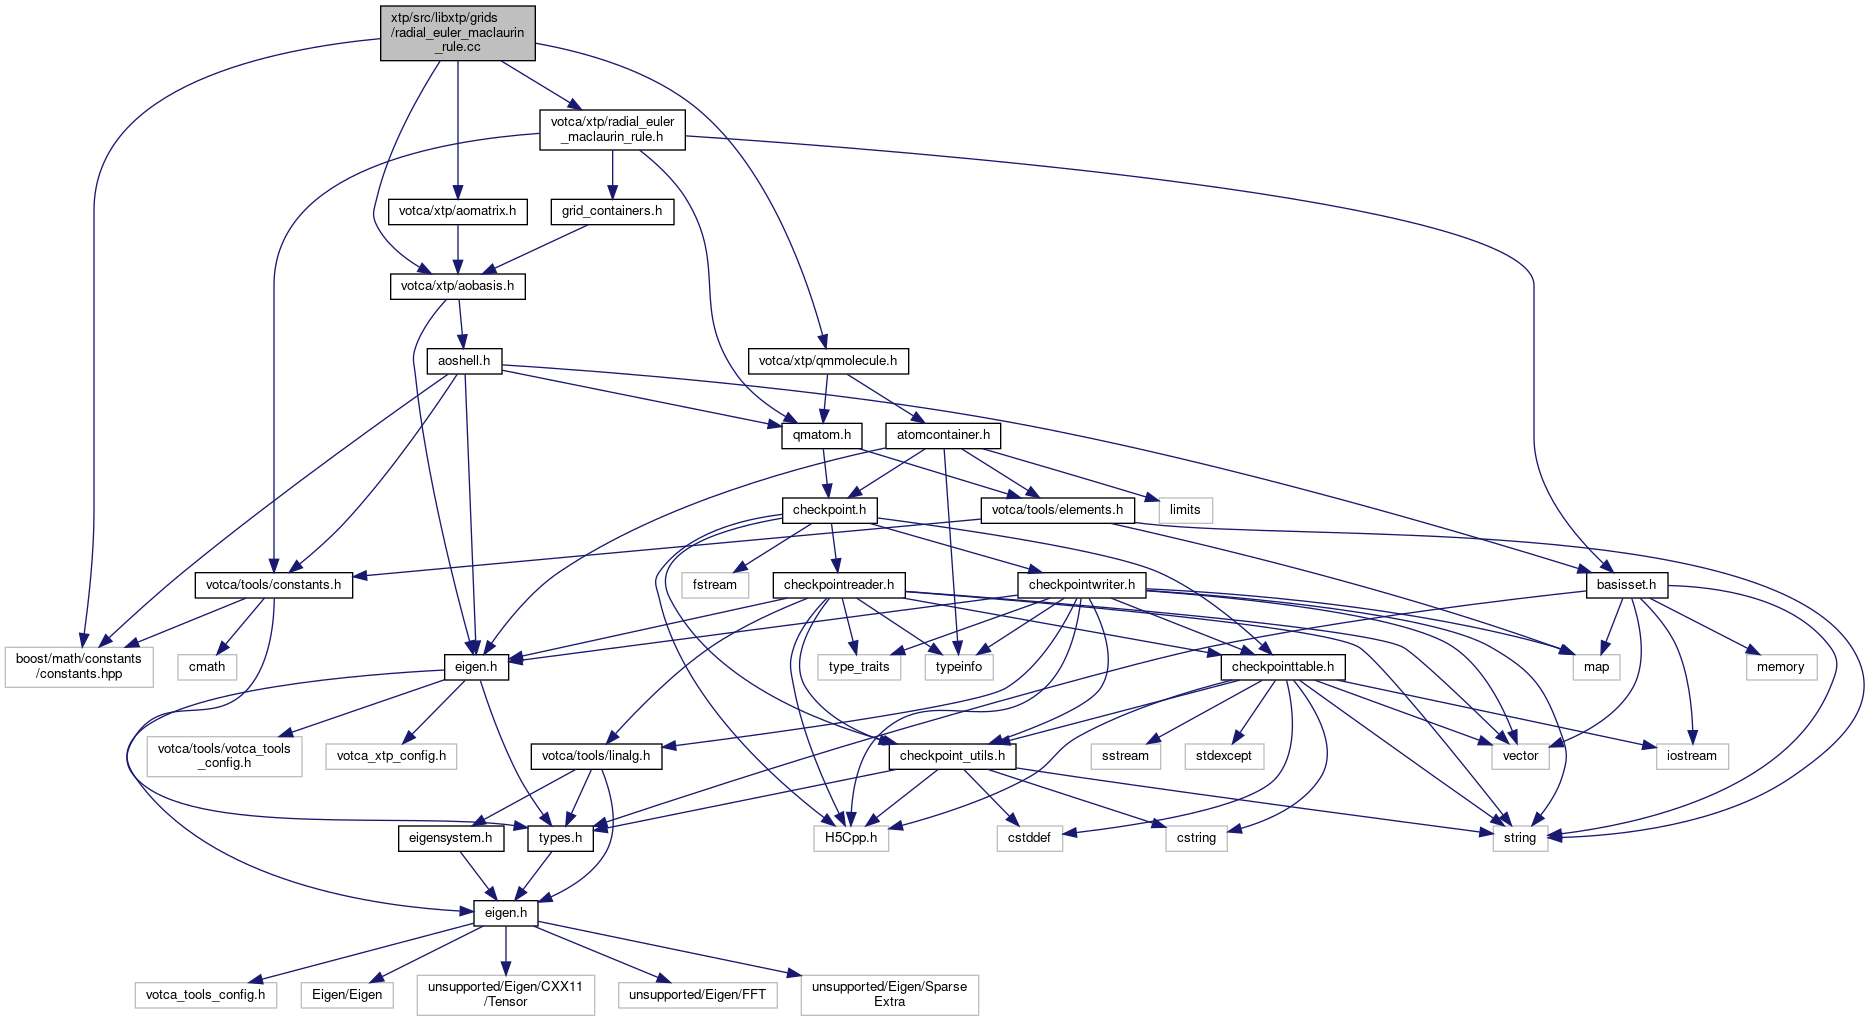 xtp/src/libxtp/grids
/radial_euler_maclaurin
_rule.cc
votca/xtp/radial_euler
_maclaurin_rule.h
votca/xtp/aomatrix.h
grid_containers.h
votca/xtp/aobasis.h
aoshell.h
votca/xtp/qmmolecule.h
qmatom.h
atomcontainer.h
checkpoint.h
votca/tools/elements.h
limits
votca/tools/constants.h
fstream
checkpointreader.h
checkpointwriter.h
basisset.h
boost/math/constants
/constants.hpp
cmath
eigen.h
type_traits
typeinfo
checkpointtable.h
map
memory
votca/tools/votca_tools
_config.h
votca_xtp_config.h
votca/tools/linalg.h
checkpoint_utils.h
sstream
stdexcept
vector
iostream
eigensystem.h
types.h
H5Cpp.h
cstddef
cstring
string
eigen.h
votca_tools_config.h
Eigen/Eigen
unsupported/Eigen/CXX11
/Tensor
unsupported/Eigen/FFT
unsupported/Eigen/Sparse
Extra